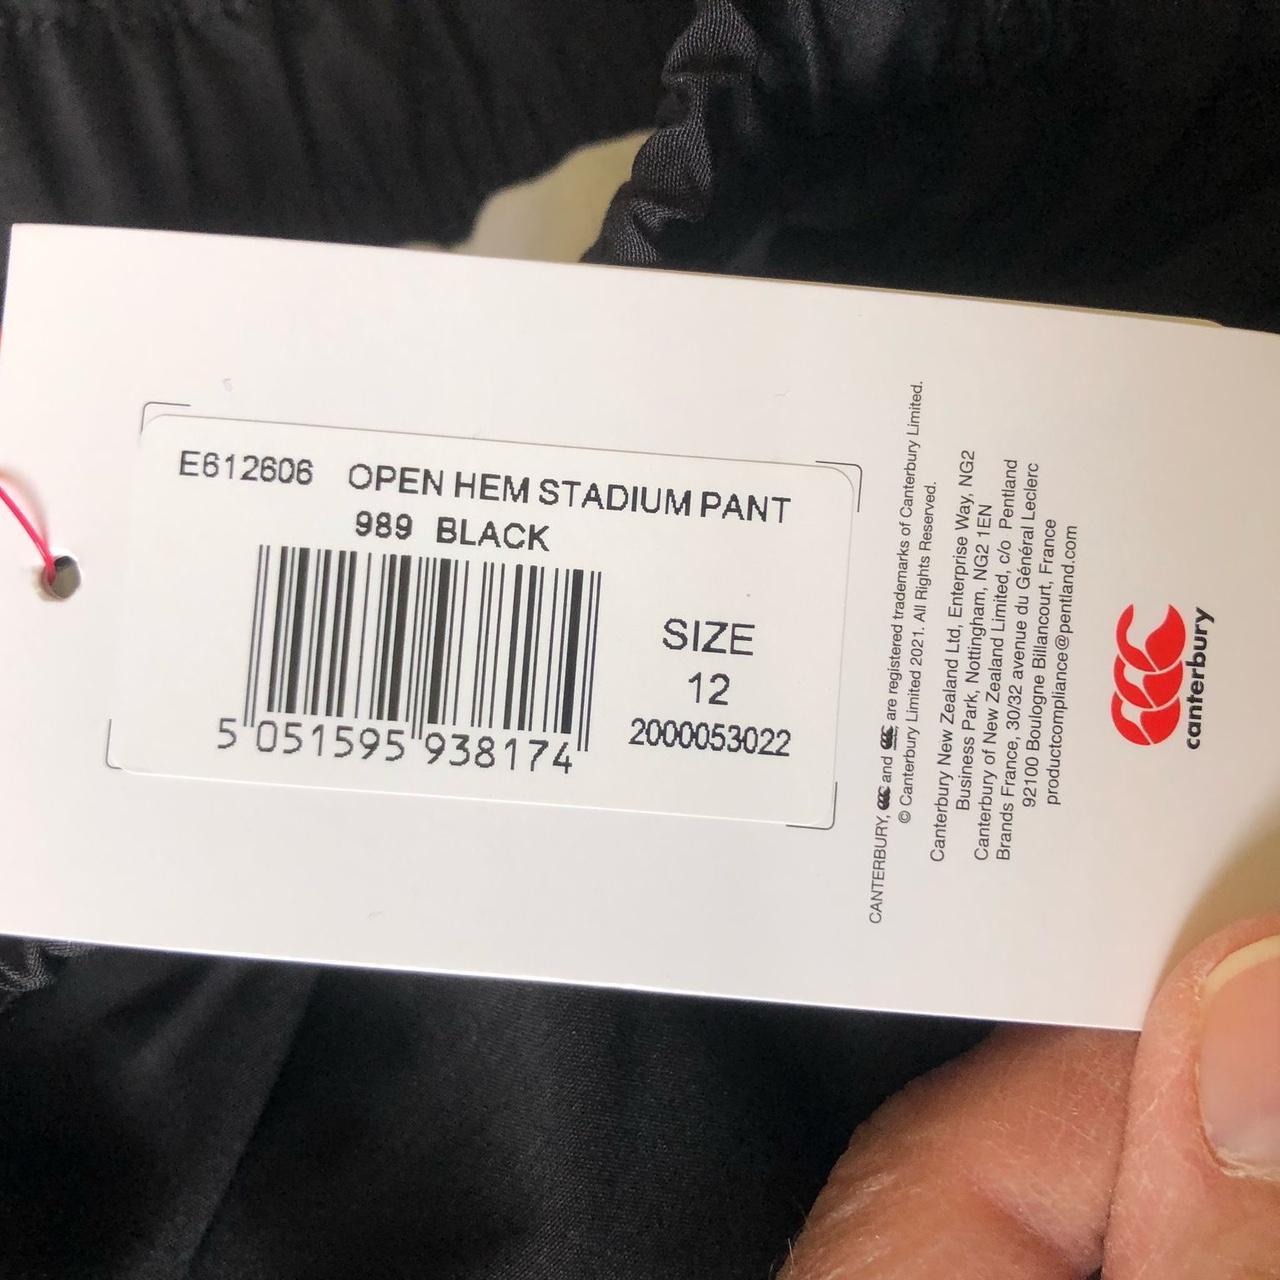 E612606 OPEN HEM STADIUM PANT
989 BLACK
5 051595 938174
SIZE
12
2000053022
CANTERBURY, CCC and CCC are registered trademarks of Canterbury Limited.
© Canterbury Limited 2021. All Rights Reserved.
Canterbury New Zealand Ltd, Enterprise Way, NG2
Business Park, Nottingham, NG2 1EN
Canterbury of New Zealand Limited, c/o Pentland
Brands France, 30/32 avenue du Général Leclerc
92100 Boulogne Billancourt, France
productcompliance@pentland.com
CCC
canterbury